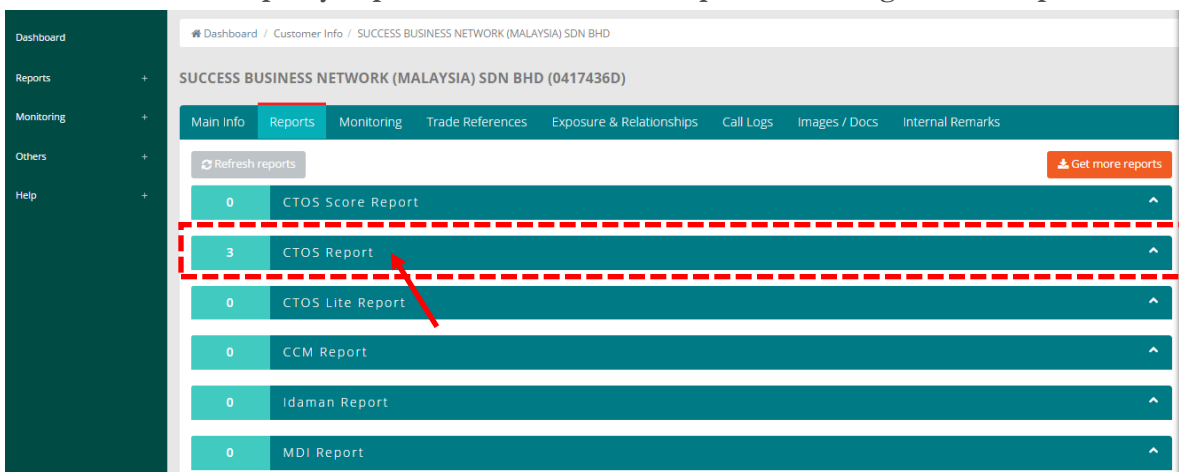 Dashboard
Reports +
Monitoring +
Others +
Help +
Dashboard / Customer Info / SUCCESS BUSINESS NETWORK (MALAYSIA) SDN BHD
SUCCESS BUSINESS NETWORK (MALAYSIA) SDN BHD (0417436D)
Main Info Reports Monitoring Trade References Exposure & Relationships Call Logs Images / Docs Internal Remarks
Refresh reports Get more reports
0 CTOS Score Report
3 CTOS Report
0 CTOS Lite Report
0 CCM Report
0 Idaman Report
0 MDI Report